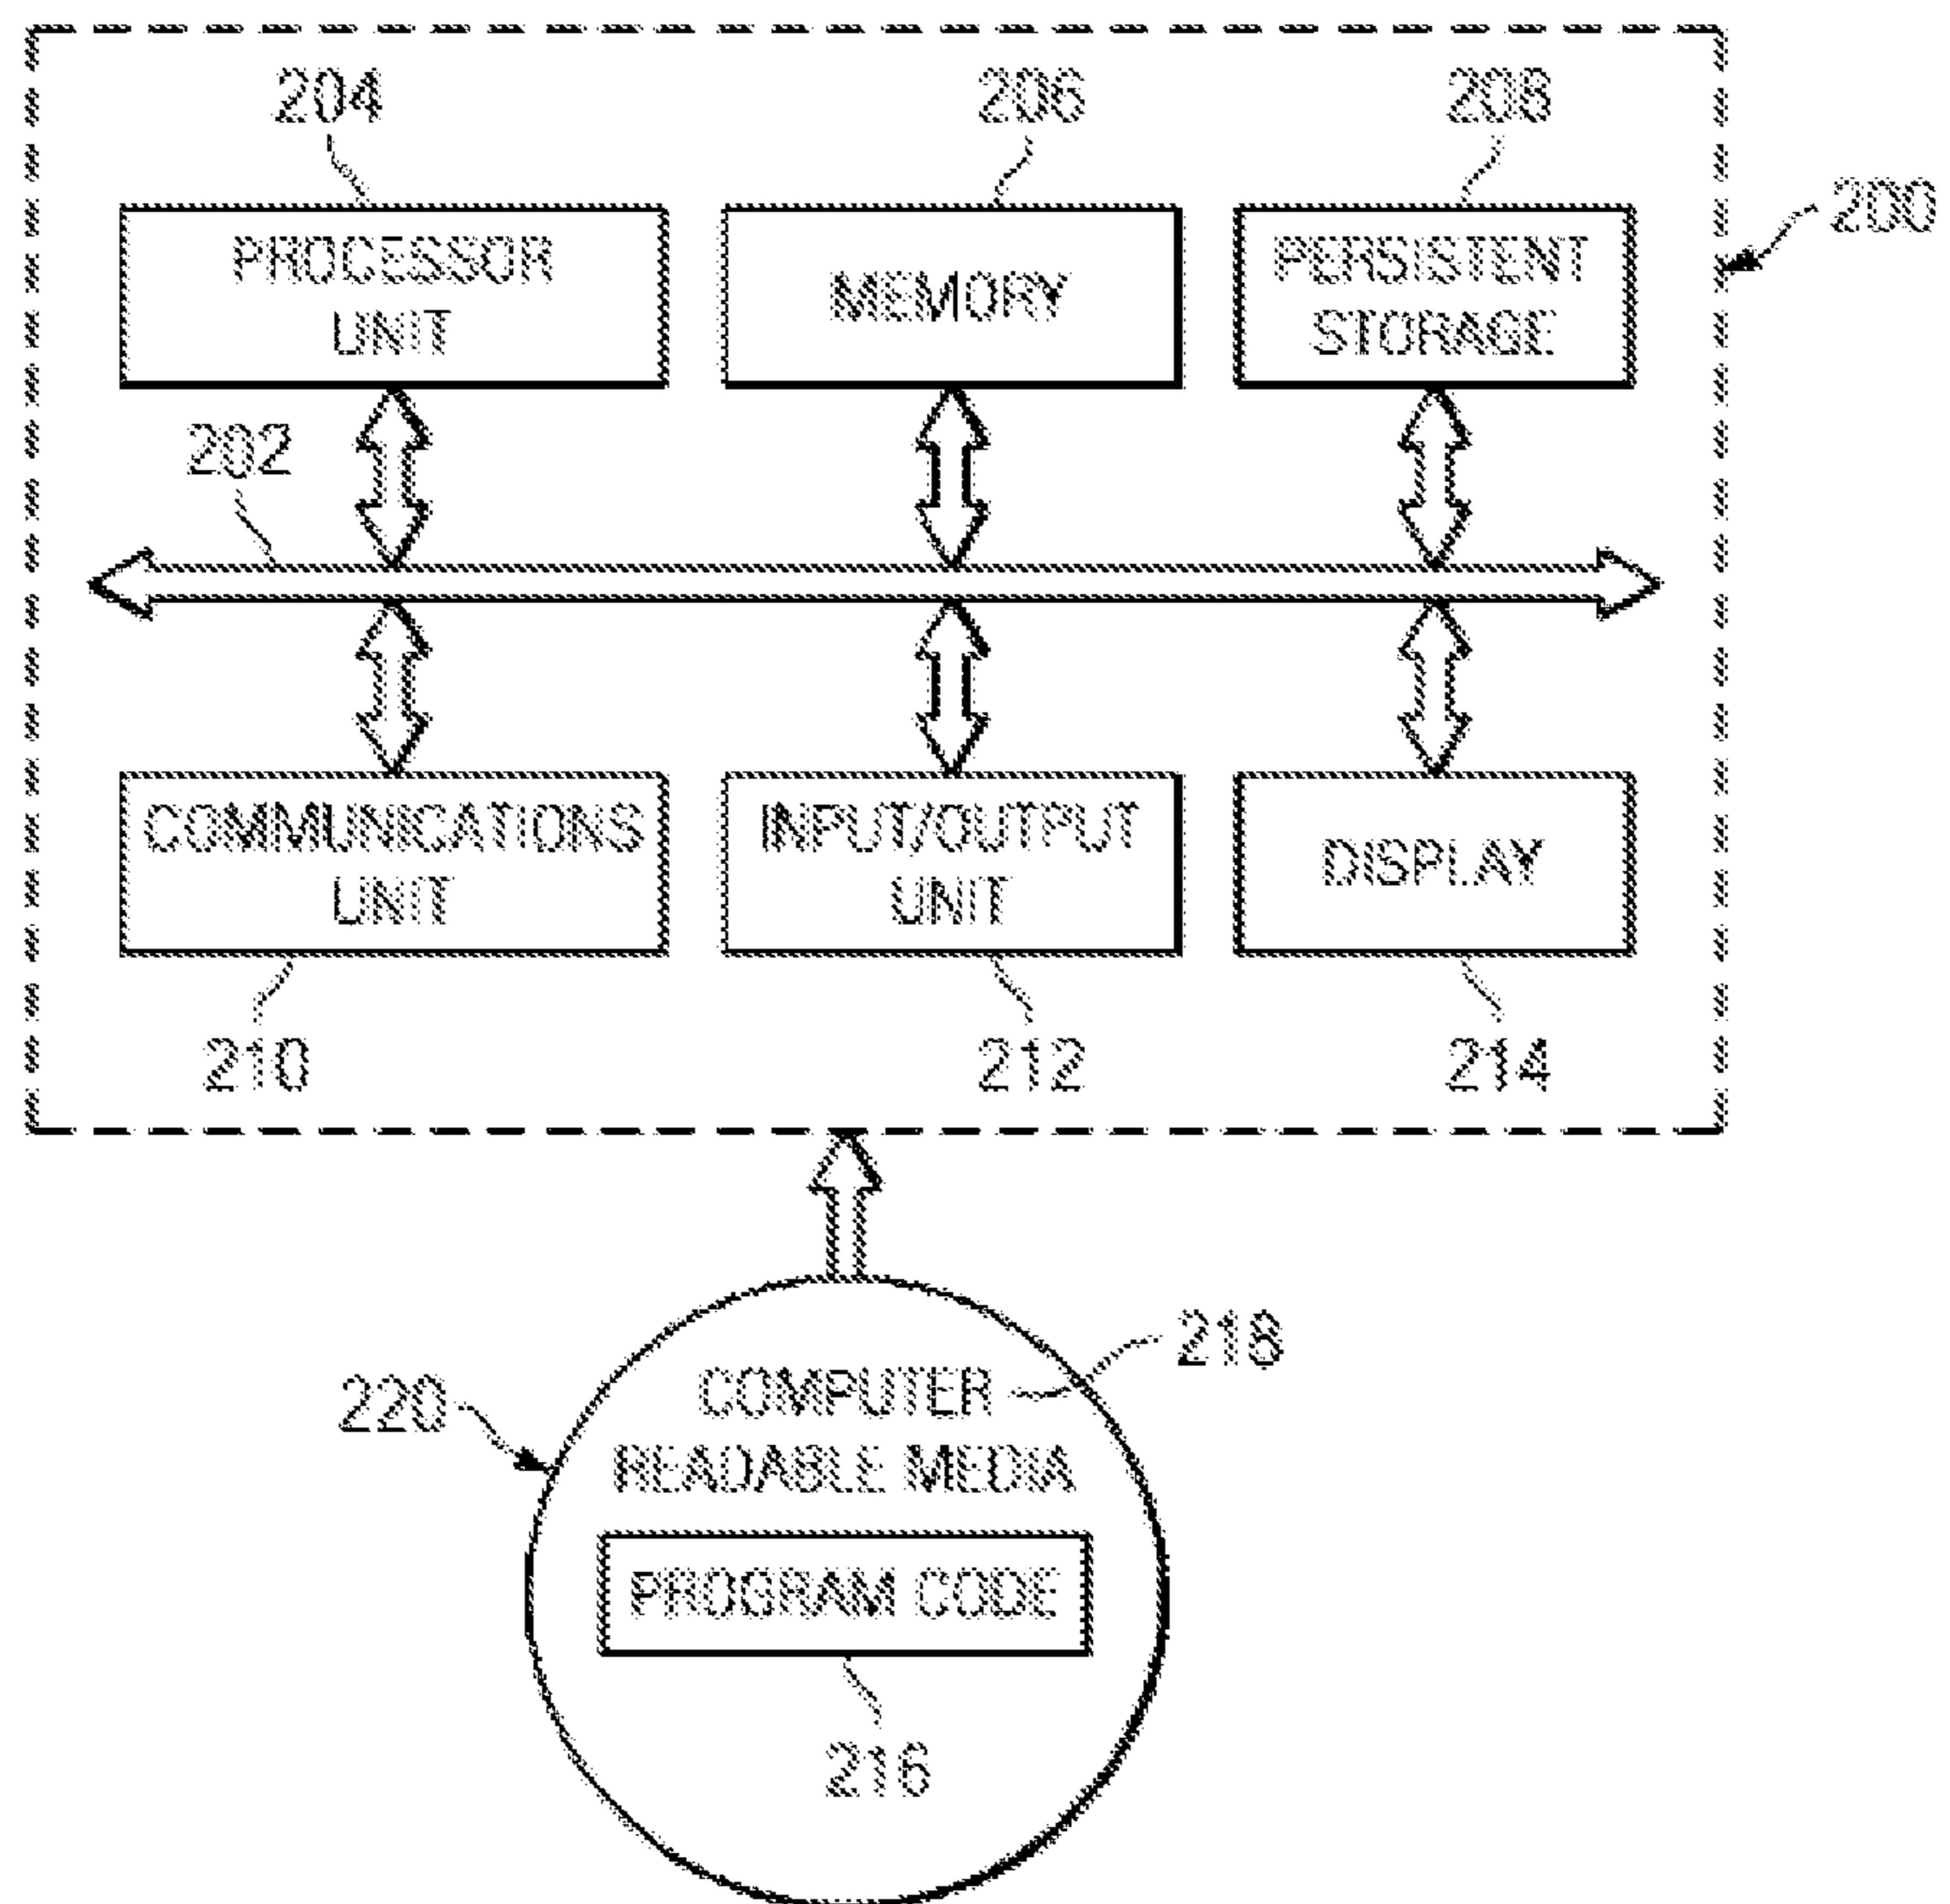 204
206
208
200
PROCESSOR
UNIT
MEMORY
PERSISTENT
STORAGE
202
COMMUNICATIONS
UNIT
INPUT/OUTPUT
UNIT
DISPLAY
210
212
214
218
220
COMPUTER
READABLE MEDIA
PROGRAM CODE
216